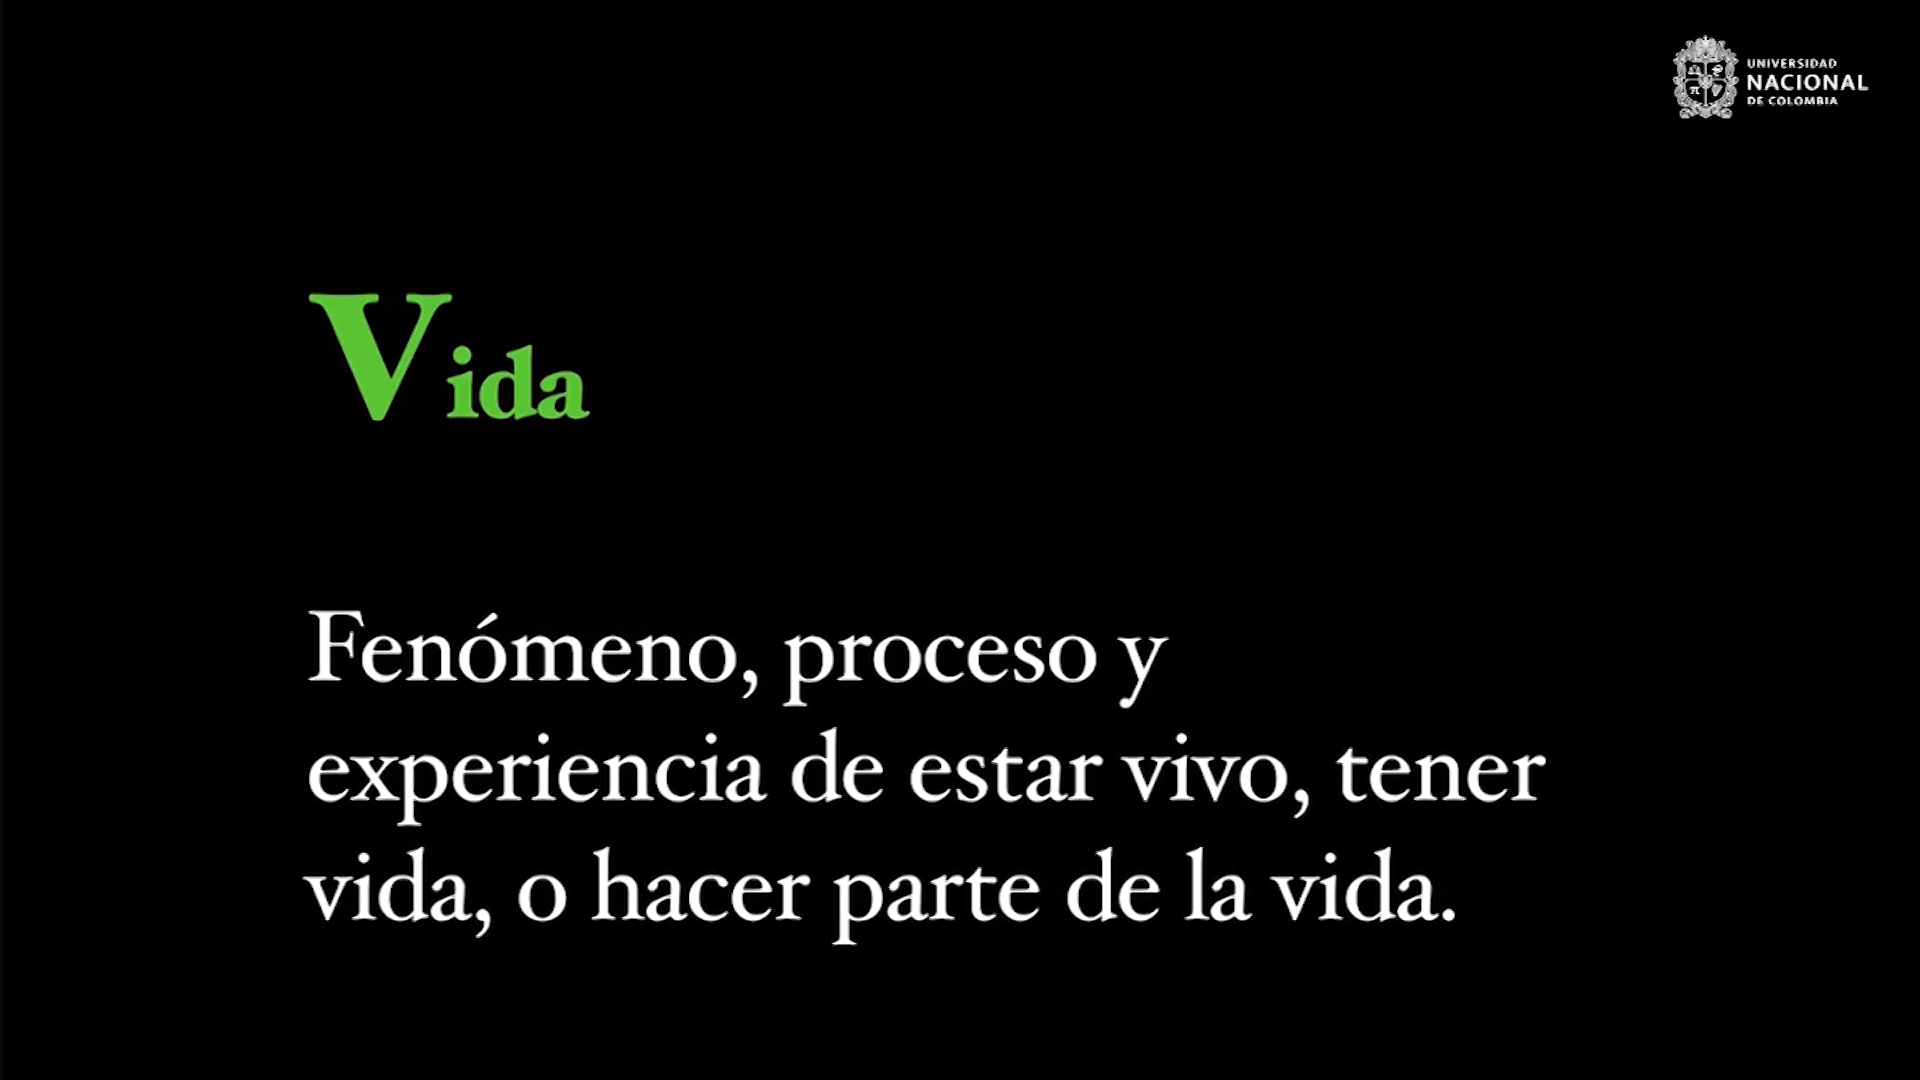 UNIVERSIDAD
NACIONAL
DE COLOMBIA
Vida
Fenómeno, proceso y
experiencia de estar vivo, tener
vida, o hacer parte de la vida.